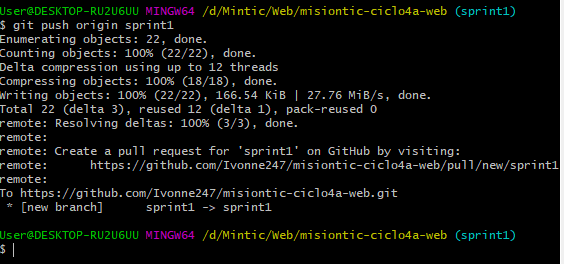 User@DESKTOP-RU2U6UU MINGW64 /d/Mintic/Web/misiontic-ciclo4a-web (sprint1)
$ git push origin sprint1
Enumerating objects: 22, done.
Counting objects: 100% (22/22), done.
Delta compression using up to 12 threads
Compressing objects: 100% (18/18), done.
Writing objects: 100% (22/22), 166.54 KiB | 27.76 MiB/s, done.
Total 22 (delta 3), reused 12 (delta 1), pack-reused 0
remote: Resolving deltas: 100% (3/3), done.
remote:
remote: Create a pull request for 'sprint1' on GitHub by visiting:
remote:      https://github.com/Ivonne247/misiontic-ciclo4a-web/pull/new/sprint1
remote:
To https://github.com/Ivonne247/misiontic-ciclo4a-web.git
 * [new branch]      sprint1 -> sprint1
User@DESKTOP-RU2U6UU MINGW64 /d/Mintic/Web/misiontic-ciclo4a-web (sprint1)
$